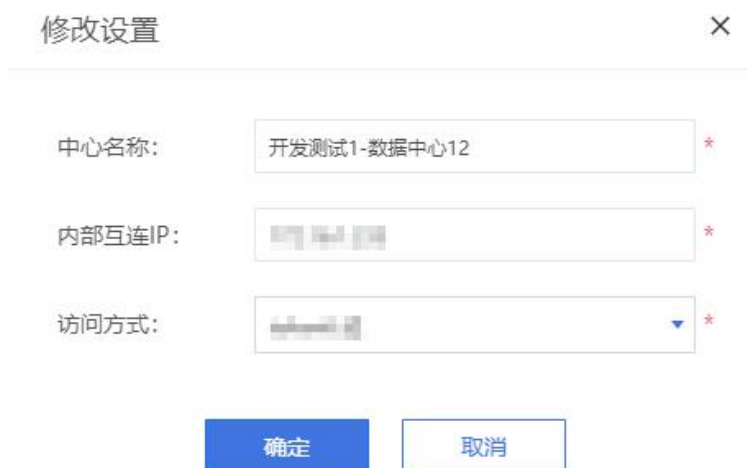 修改设置 ×
中心名称： 开发测试1-数据中心12 *
内部互连IP： *
访问方式： *
确定 取消